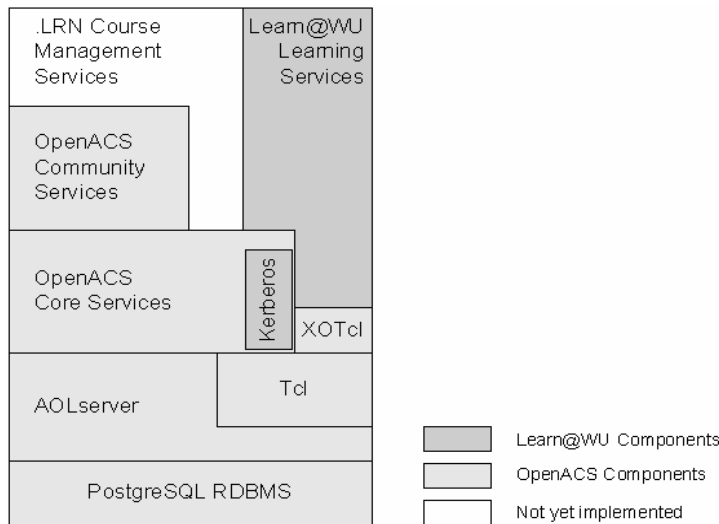 .LRN Course
Management
Services
Learn@WU
Learning
Services
OpenACS
Community
Services
OpenACS
Core Services
Kerberos
XOTcl
AOLserver
Tcl
PostgreSQL RDBMS
Learn@WU Components
OpenACS Components
Not yet implemented